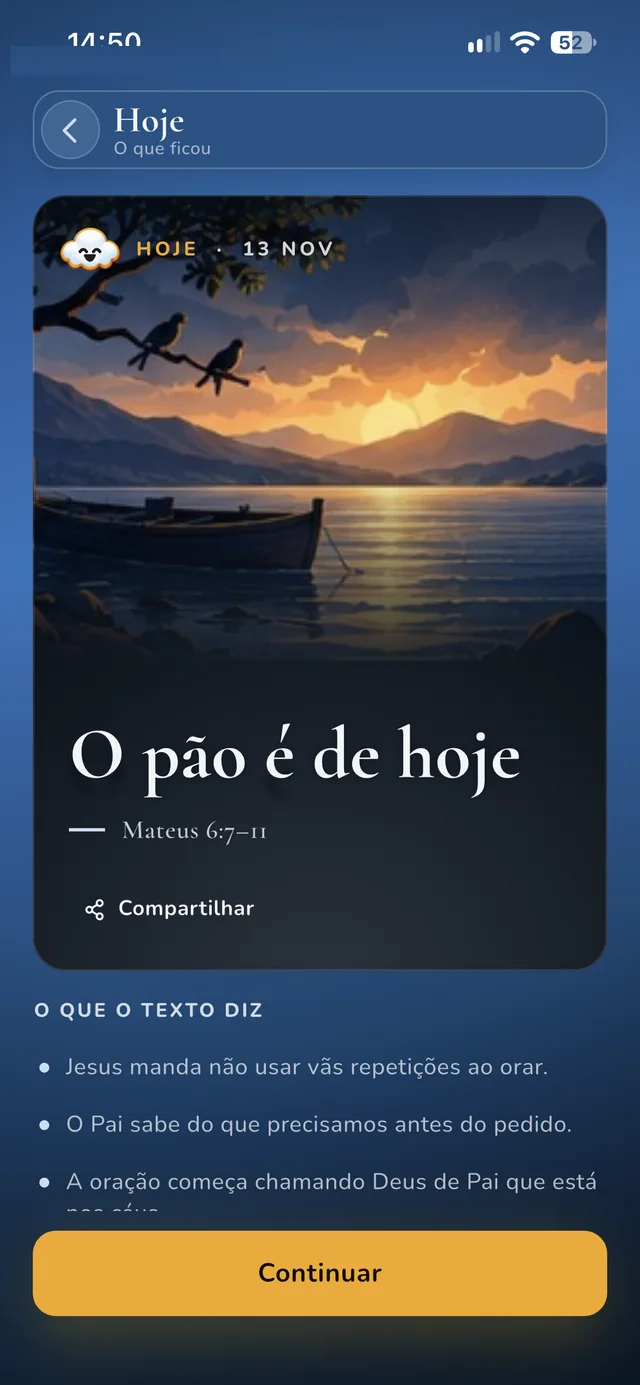 14:50
52
Hoje
O que ficou
HOJE · 13 NOV
O pão é de hoje
Mateus 6:7–11
Compartilhar
O QUE O TEXTO DIZ
Jesus manda não usar vãs repetições ao orar.
O Pai sabe do que precisamos antes do pedido.
A oração começa chamando Deus de Pai que está
nos céus.
Continuar